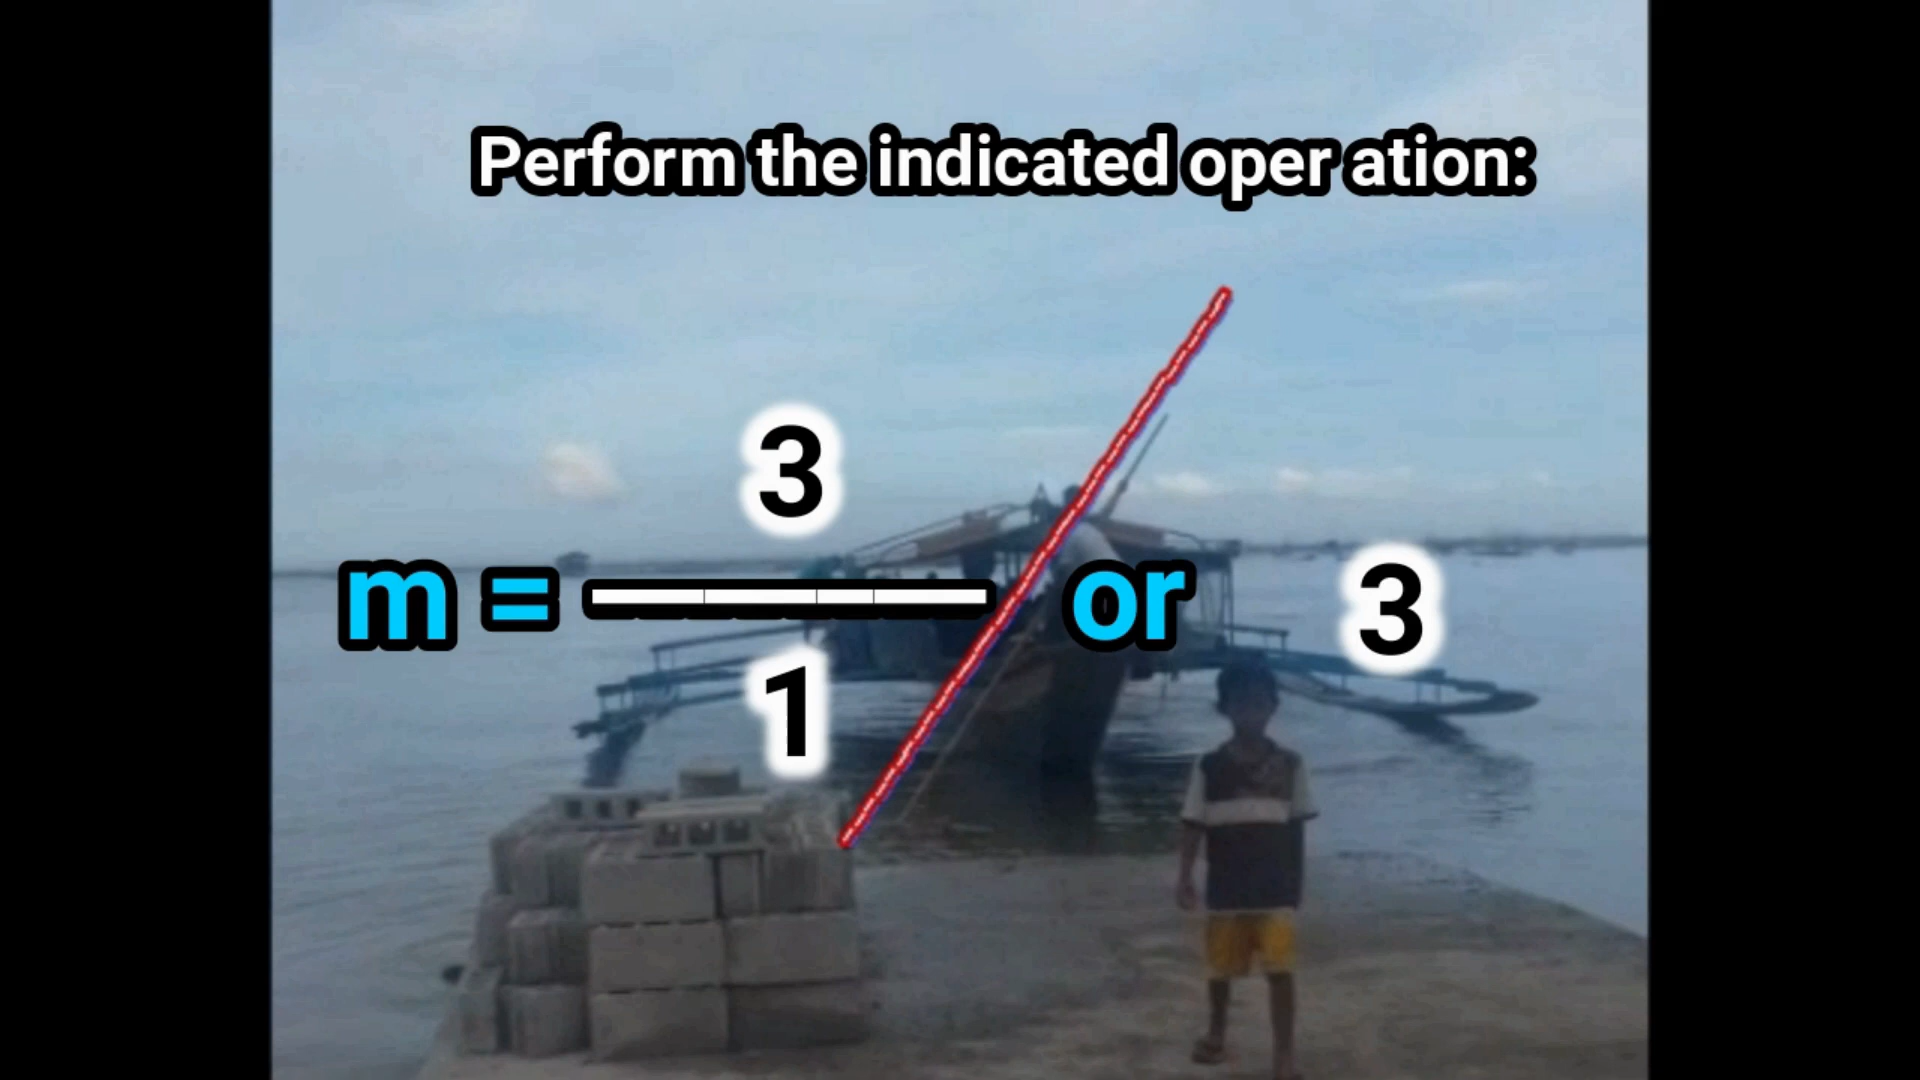 Perform the indicated oper ation:
3
m = — or 3
1